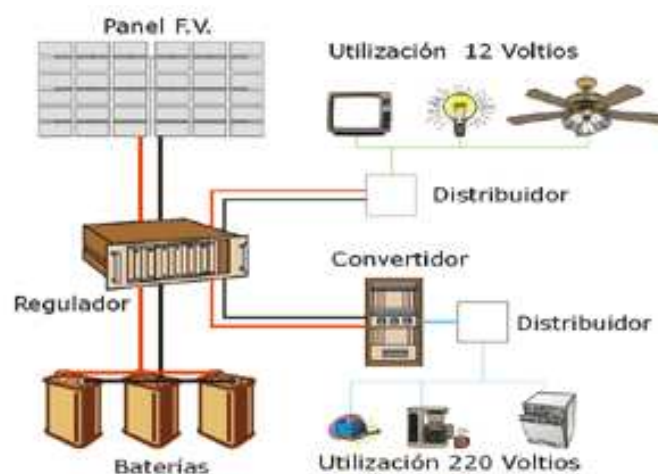 Panel F.V.
Utilización 12 Voltios
Distribuidor
Convertidor
Regulador
Distribuidor
Baterías
Utilización 220 Voltios